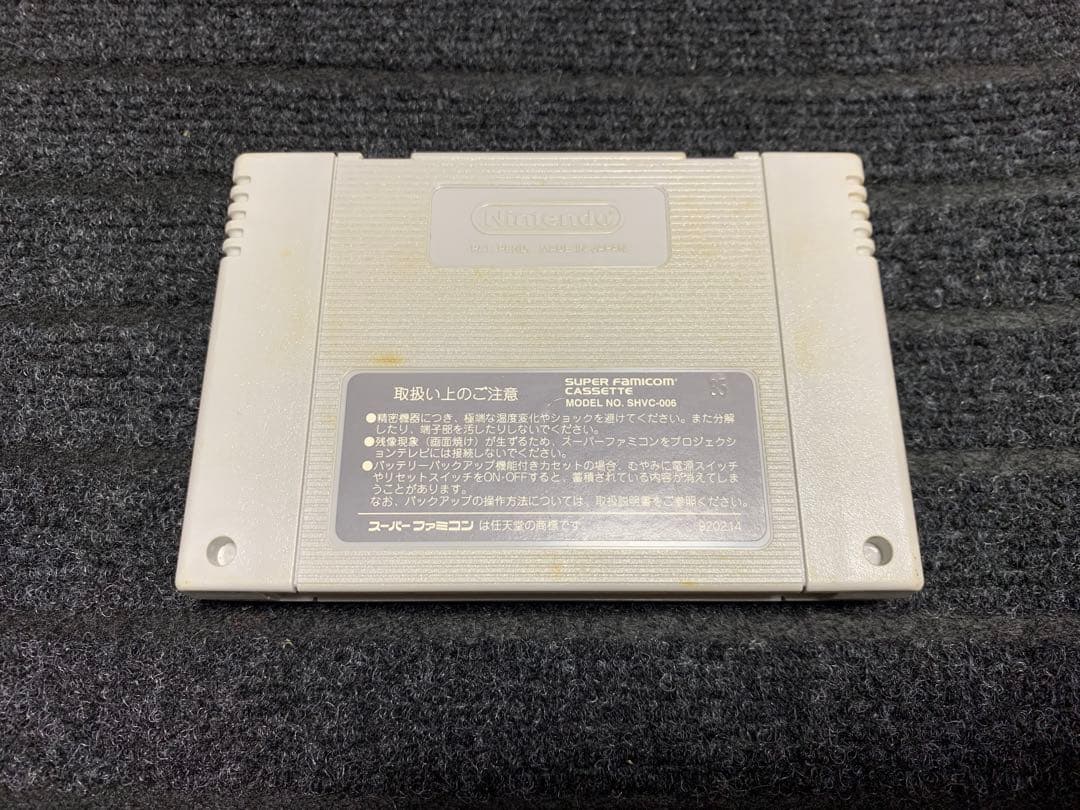 Nintendo
PAT. PEND. MADE IN JAPAN
取扱い上のご注意
SUPER FAMICOM
CASSETTE
MODEL NO. SHVC-006
●精密機器につき、極端な温度変化やショックを避けてください。また分解
したり、端子部を汚したりしないでください。
●残像現象（画面焼け）が生ずるため、スーパーファミコンをプロジェクシ
ョンテレビには接続しないでください。
●バッテリーバックアップ機能付きカセットの場合、むやみに電源スイッチ
やリセットスイッチをON・OFFすると、蓄積されている内容が消えてしま
うことがあります。
なお、バックアップの操作方法については、取扱説明書をご参照ください。
スーパーファミコン は任天堂の商標です。
920214